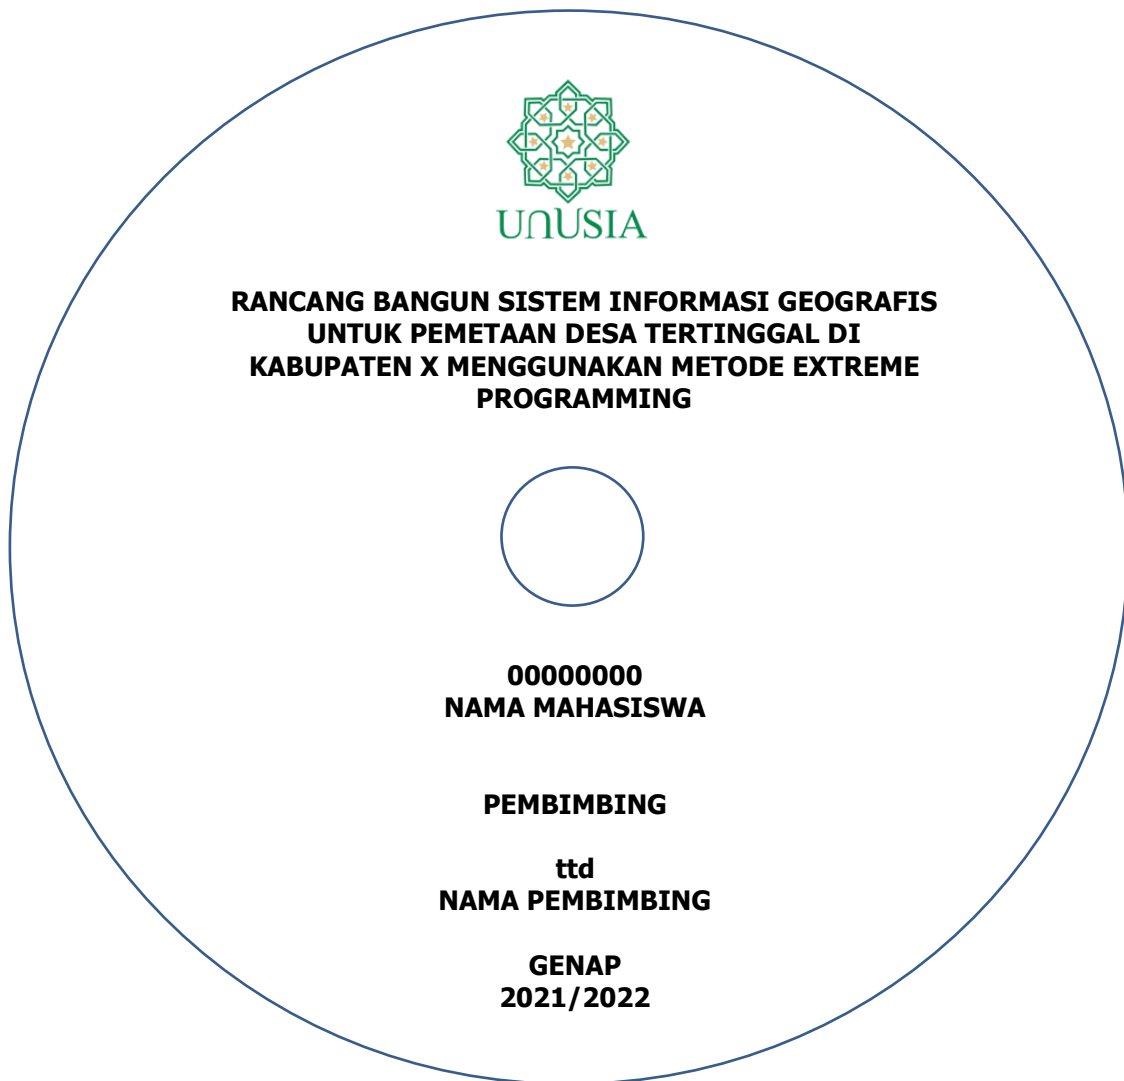 UNUSIA
RANCANG BANGUN SISTEM INFORMASI GEOGRAFIS
UNTUK PEMETAAN DESA TERTINGGAL DI
KABUPATEN X MENGGUNAKAN METODE EXTREME
PROGRAMMING
00000000
NAMA MAHASISWA
PEMBIMBING
ttd
NAMA PEMBIMBING
GENAP
2021/2022